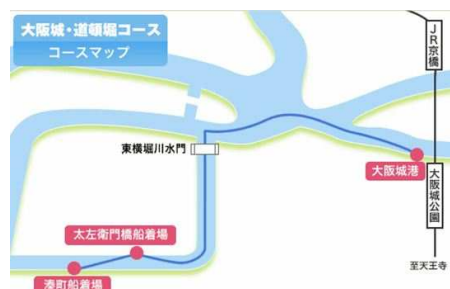 大阪城・道頓堀コース
コースマップ
JR京橋
東横堀川水門
大阪城港
大阪城公園
太左衛門橋船着場
至天王寺
湊町船着場